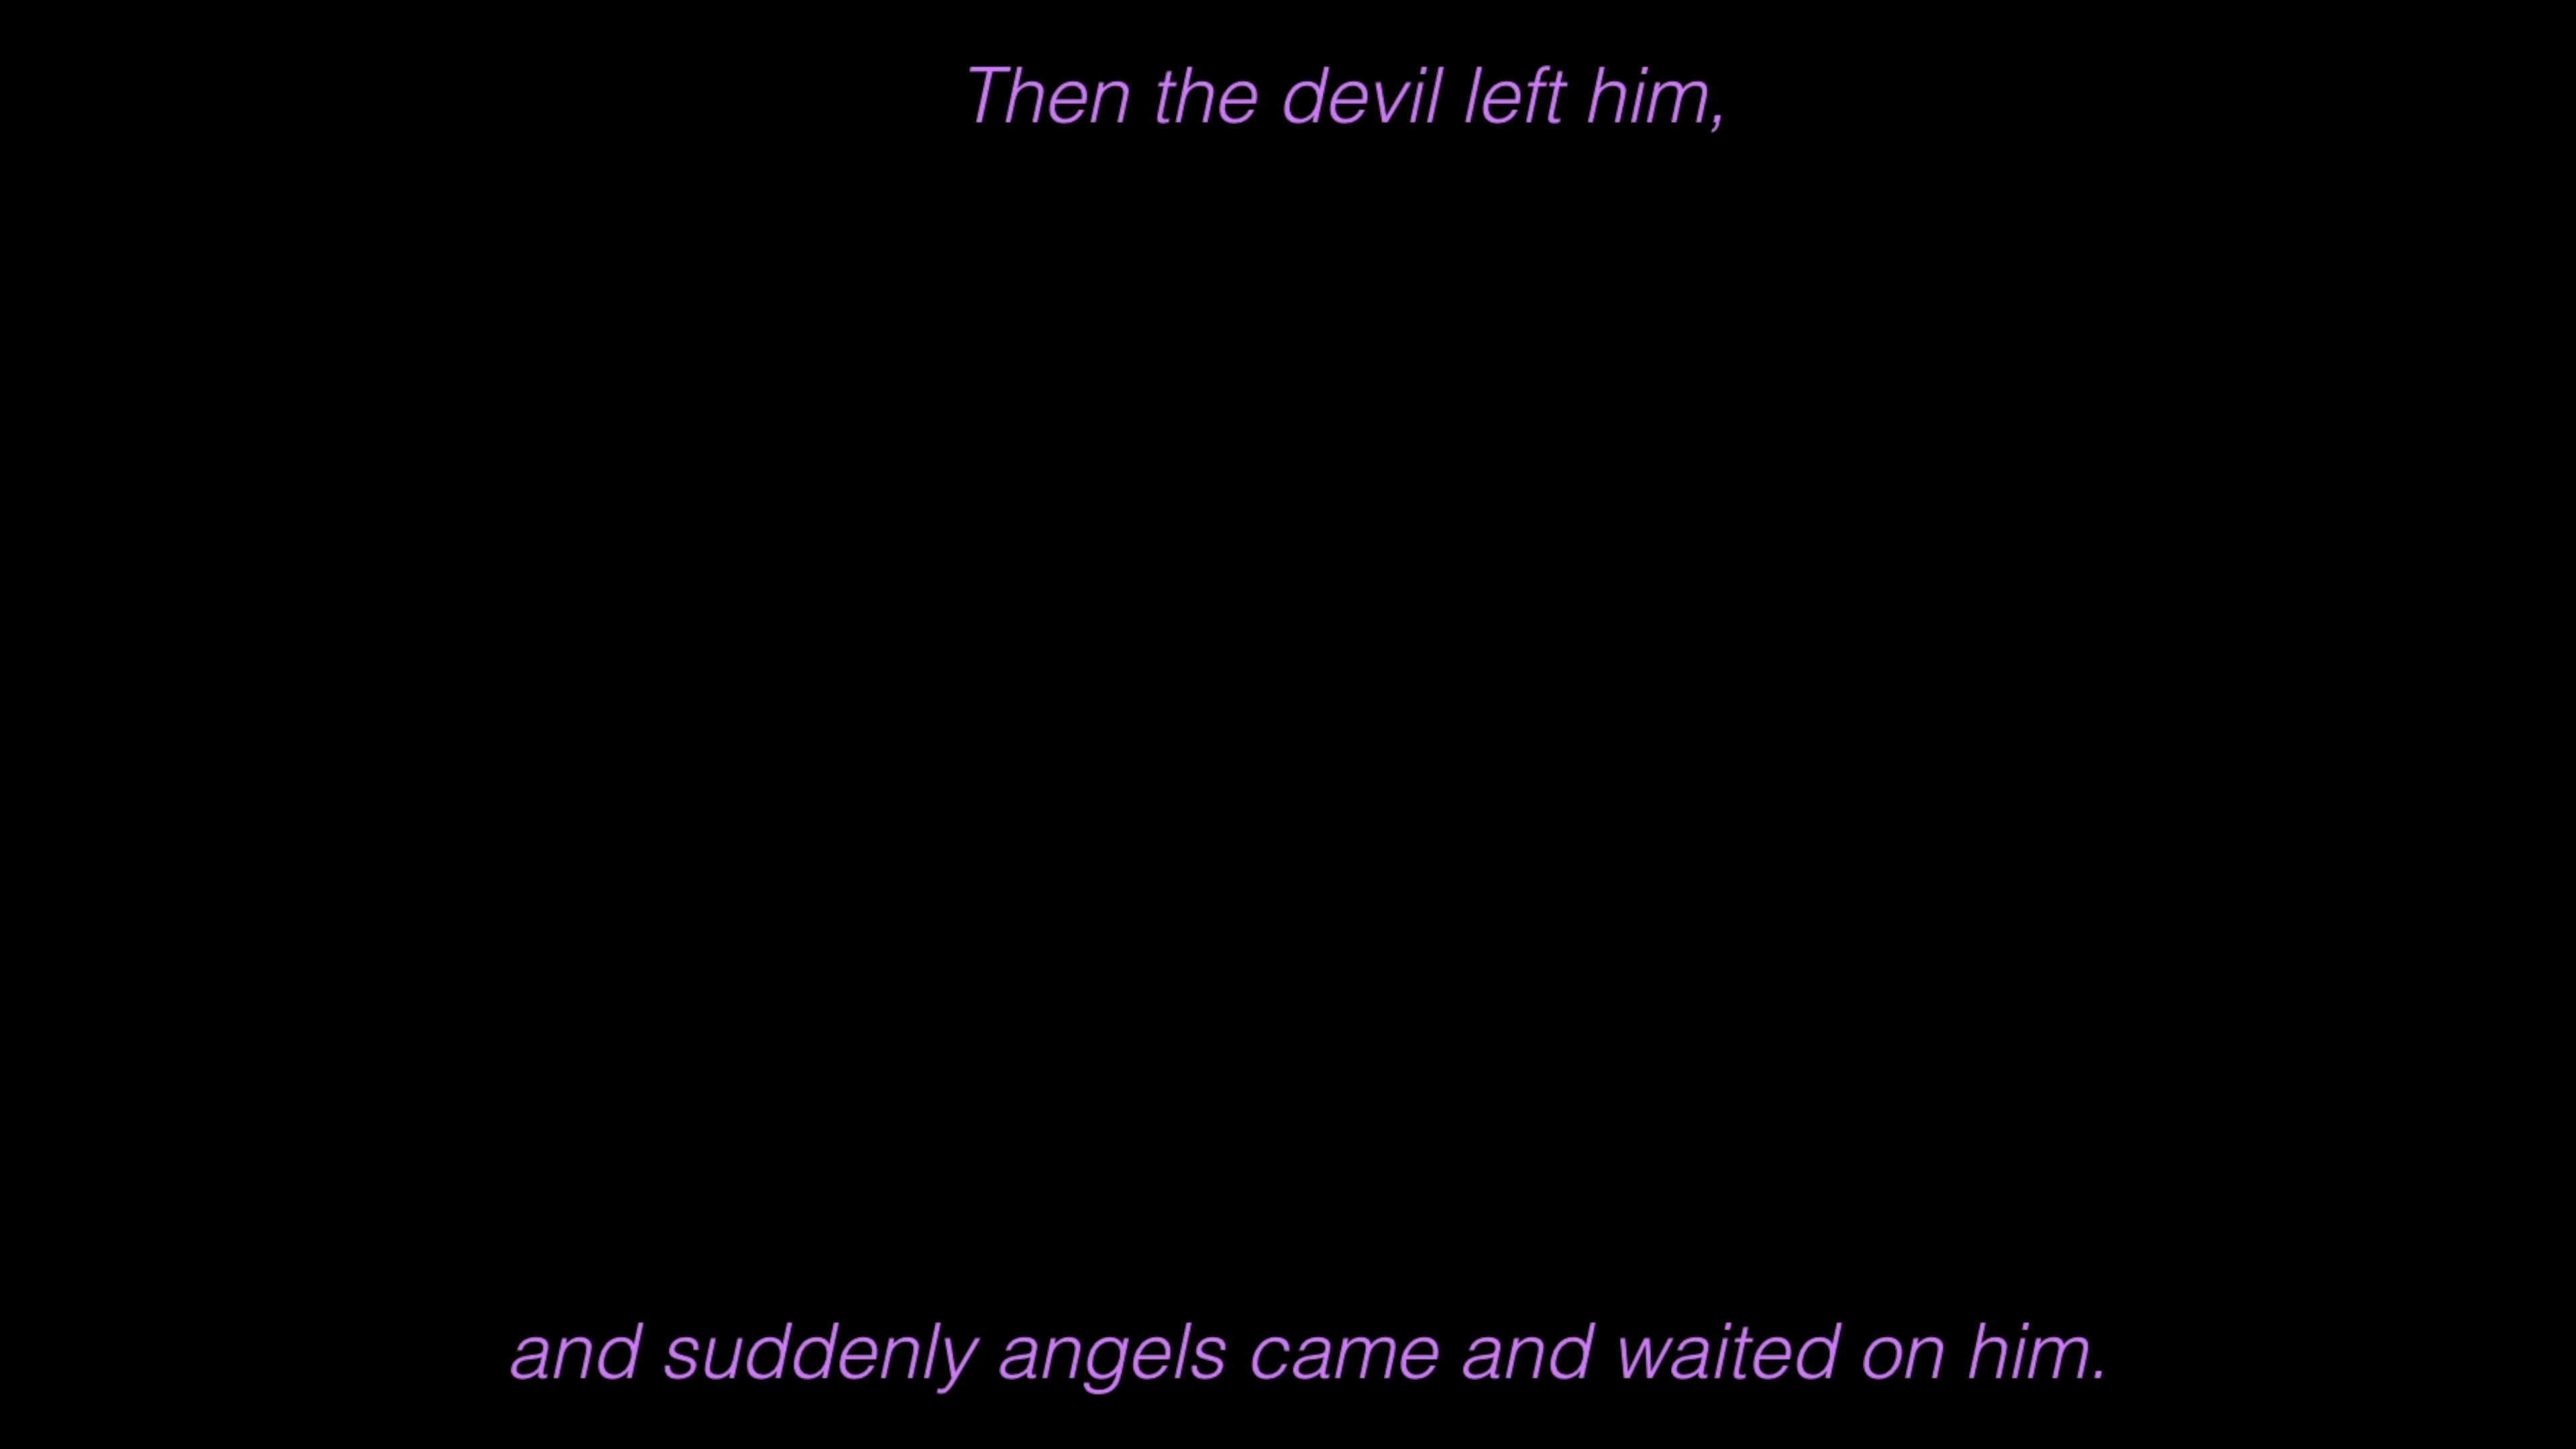 Then the devil left him,
and suddenly angels came and waited on him.